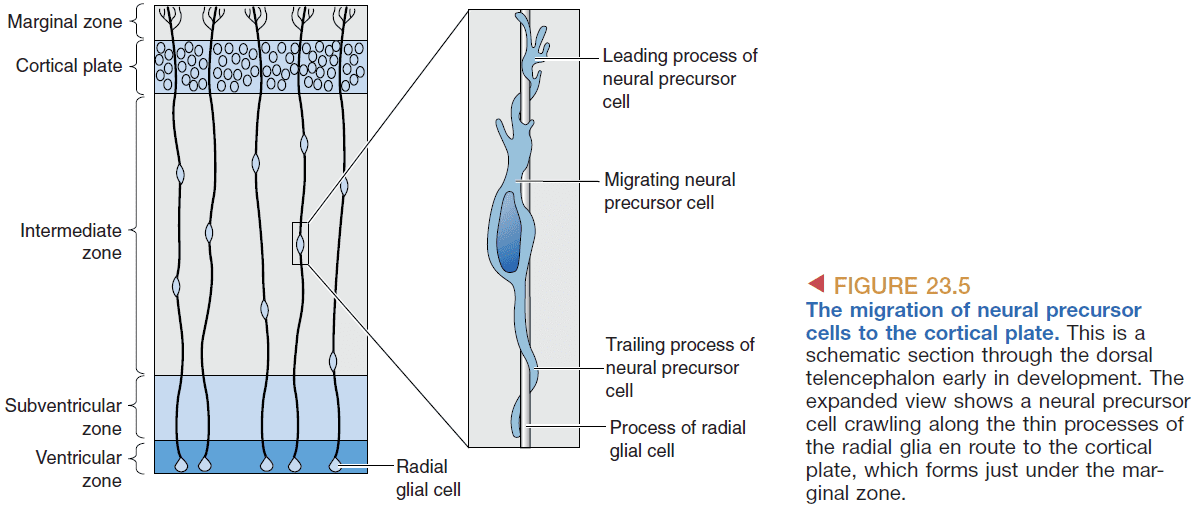 Marginal zone
Cortical plate
Intermediate
zone
Subventricular
zone
Ventricular
zone
Radial
glial cell
Leading process of
neural precursor
cell
Migrating neural
precursor cell
Trailing process of
neural precursor
cell
Process of radial
glial cell
FIGURE 23.5
The migration of neural precursor
cells to the cortical plate. This is a
schematic section through the dorsal
telencephalon early in development. The
expanded view shows a neural precursor
cell crawling along the thin processes of
the radial glia en route to the cortical
plate, which forms just under the mar-
ginal zone.